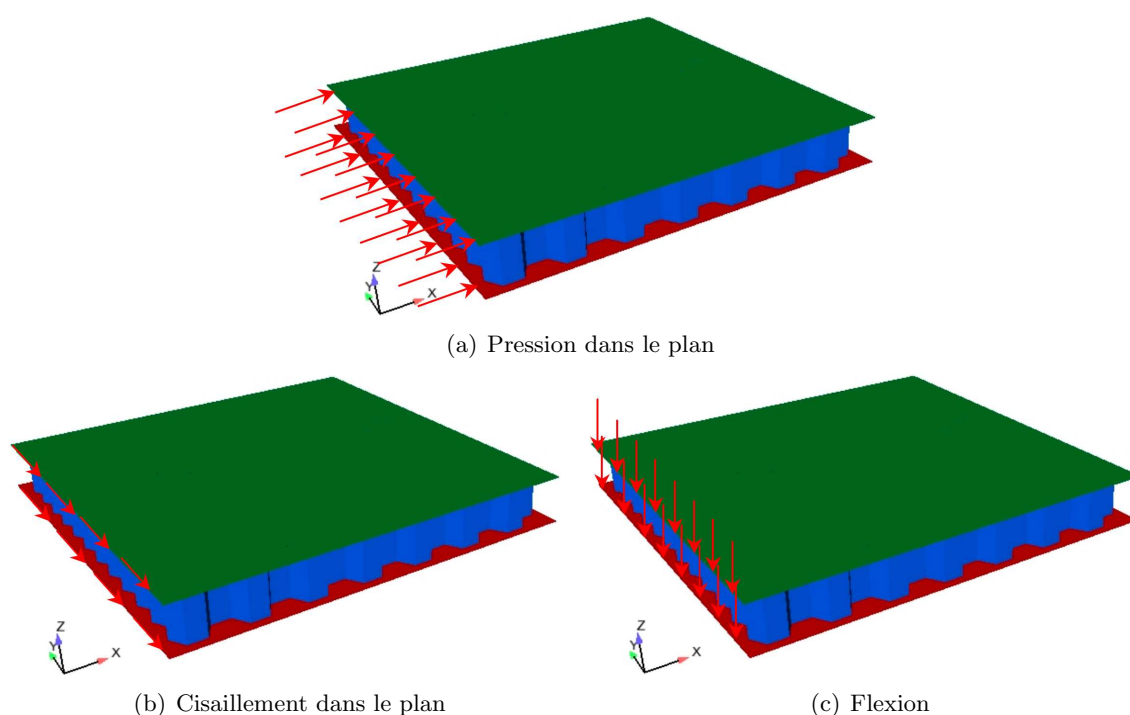 Z
Y
X
(a) Pression dans le plan
Z
Y
X
Z
Y
X
(b) Cisaillement dans le plan
(c) Flexion